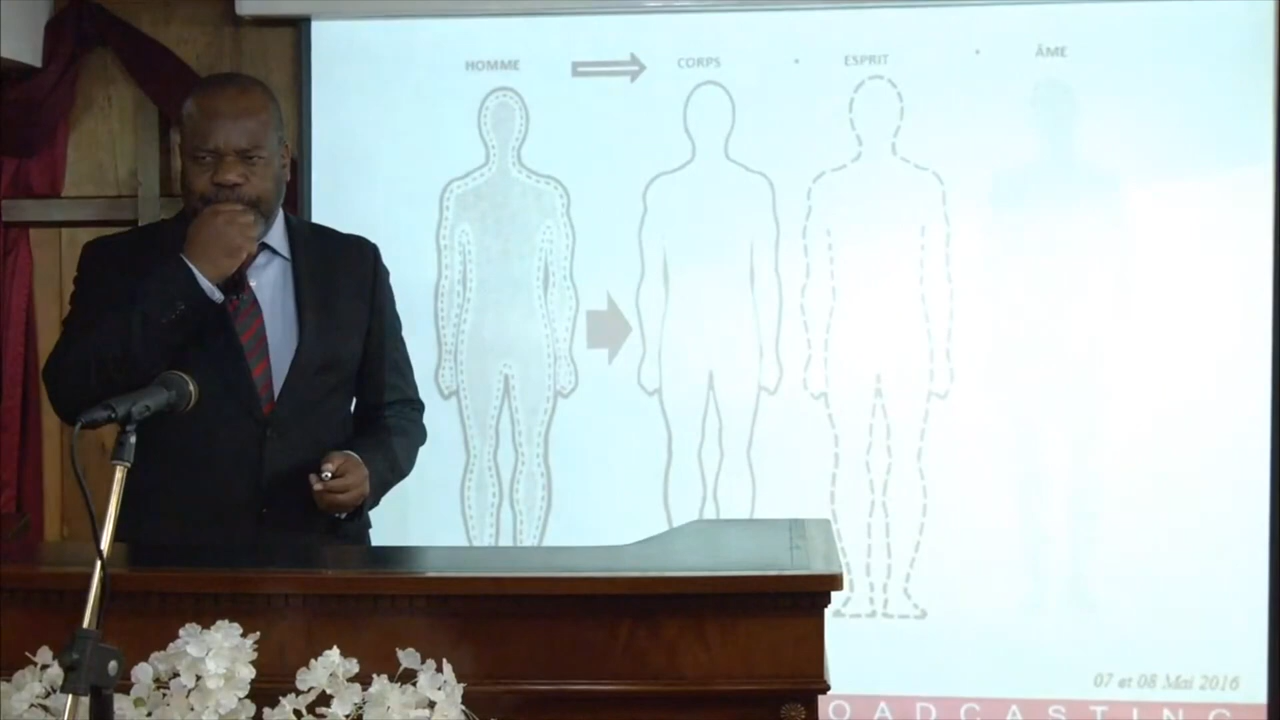 HOMME
CORPS
ESPRIT
ÂME
07 et 08 Mai 2016
OADCASTING